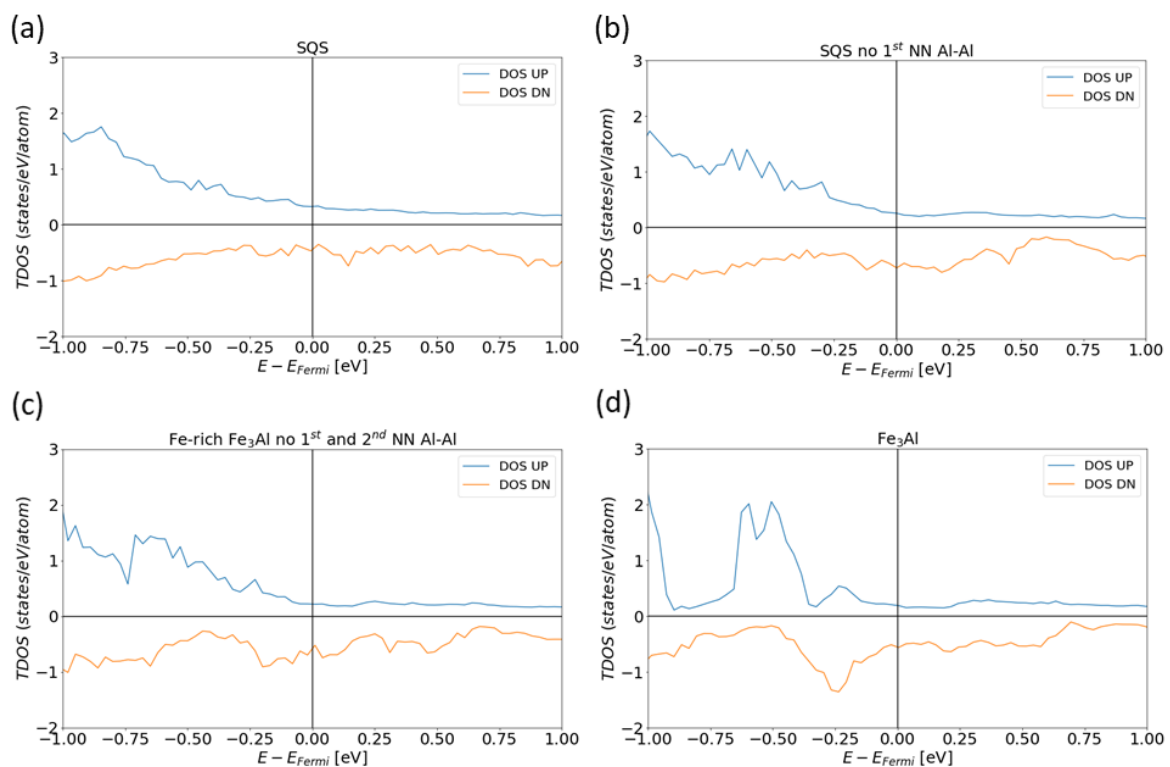 (a)
SQS
DOS UP
DOS DN
TDOS (states/eV/atom)
3
2
1
0
−1
−2
−1.00 −0.75 −0.50 −0.25 0.00 0.25 0.50 0.75 1.00
E − E_Fermi [eV]
(b)
SQS no 1st NN Al-Al
DOS UP
DOS DN
TDOS (states/eV/atom)
3
2
1
0
−1
−2
−1.00 −0.75 −0.50 −0.25 0.00 0.25 0.50 0.75 1.00
E − E_Fermi [eV]
(c)
Fe-rich Fe₃Al no 1st and 2nd NN Al-Al
DOS UP
DOS DN
TDOS (states/eV/atom)
3
2
1
0
−1
−2
−1.00 −0.75 −0.50 −0.25 0.00 0.25 0.50 0.75 1.00
E − E_Fermi [eV]
(d)
Fe₃Al
DOS UP
DOS DN
TDOS (states/eV/atom)
3
2
1
0
−1
−2
−1.00 −0.75 −0.50 −0.25 0.00 0.25 0.50 0.75 1.00
E − E_Fermi [eV]